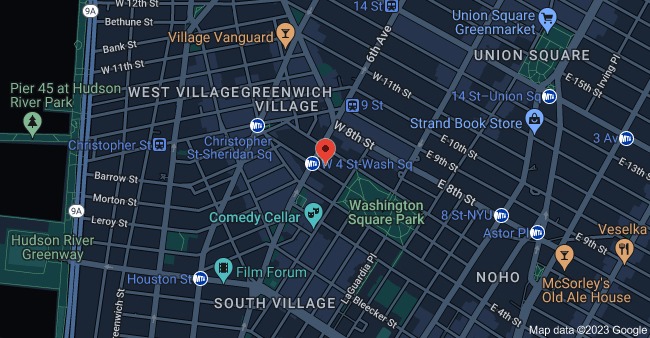 W 12th St
14 St
9A
Bethune St
Union Square
Greenmarket
6th Ave
Village Vanguard
Bank St
UNION SQUARE
Irving Pl
W 11th St
W 11th St
E 15th St
Pier 45 at Hudson
River Park
WEST VILLAGE
GREENWICH
VILLAGE
9 St
14 St–Union Sq
Strand Book Store
W 8th St
3 Ave
Christopher St
Christopher
St-Sheridan Sq
E 10th St
E 9th St
E 13th St
W 4 St-Wash Sq
Barrow St
E 8th St
Morton St
9A
Leroy St
Washington
Square Park
Comedy Cellar
8 St-NYU
Astor Pl
E 9th St
Veselka
Hudson River
Greenway
LaGuardia Pl
Houston St
Film Forum
NOHO
McSorley's
Old Ale House
SOUTH VILLAGE
Bleecker St
E 4th St
Greenwich St
Map data ©2023 Google